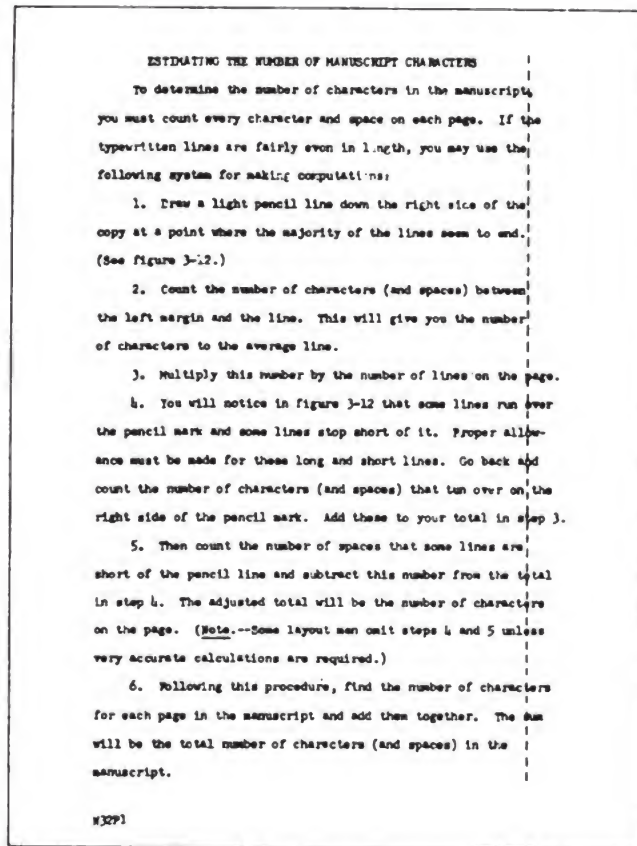 ESTIMATING THE NUMBER OF MANUSCRIPT CHARACTERS
To determine the number of characters in the manuscript,
you must count every character and space on each page. If the
typewritten lines are fairly even in length, you may use the
following system for making computations:
1. Draw a light pencil line down the right side of the
copy at a point where the majority of the lines seem to end.
(See figure 3-12.)
2. Count the number of characters (and spaces) between
the left margin and the line. This will give you the number
of characters to the average line.
3. Multiply this number by the number of lines on the page.
4. You will notice in figure 3-12 that some lines run over
the pencil mark and some lines stop short of it. Proper allow-
ance must be made for these long and short lines. Go back and
count the number of characters (and spaces) that tun over on the
right side of the pencil mark. Add these to your total in step 3.
5. Then count the number of spaces that some lines are
short of the pencil line and subtract this number from the total
in step 4. The adjusted total will be the number of characters
on the page. (Note.--Some layout men omit steps 4 and 5 unless
very accurate calculations are required.)
6. Following this procedure, find the number of characters
for each page in the manuscript and add them together. The sum
will be the total number of characters (and spaces) in the
manuscript.
N32P1